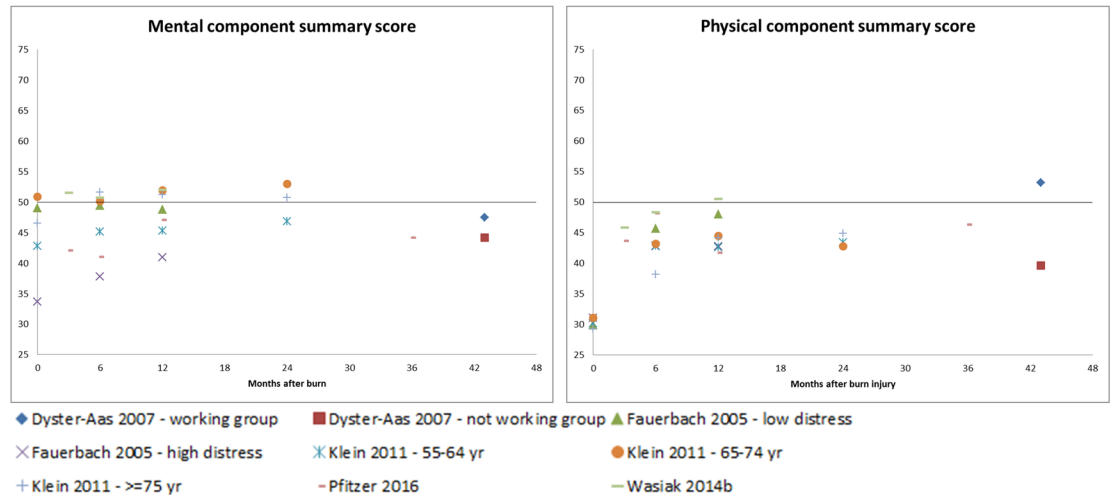 Mental component summary score
75
70
65
60
55
50
45
40
35
30
25
0 6 12 18 24 30 36 42 48
Months after burn
Physical component summary score
75
70
65
60
55
50
45
40
35
30
25
0 6 12 18 24 30 36 42 48
Months after burn injury
Dyster-Aas 2007 - working group Dyster-Aas 2007 - not working group Fauerbach 2005 - low distress
Fauerbach 2005 - high distress Klein 2011 - 55-64 yr Klein 2011 - 65-74 yr
Klein 2011 - >=75 yr Pfitzer 2016 Wasiak 2014b